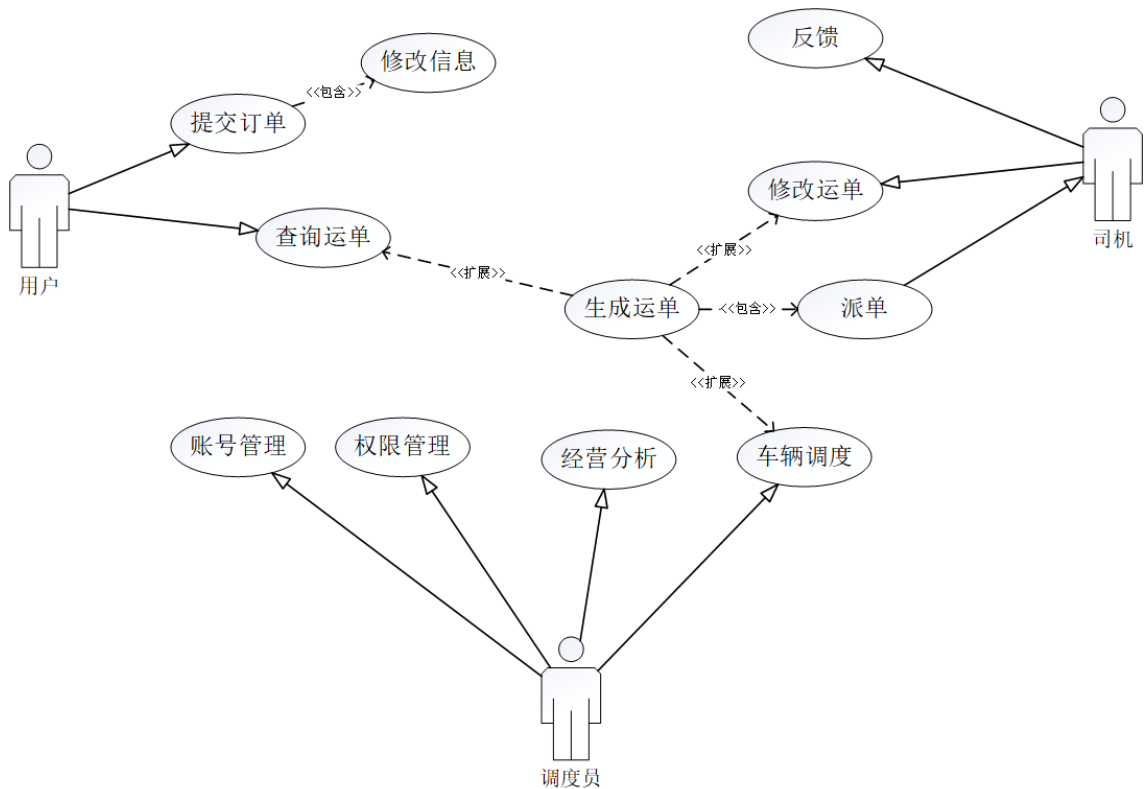 反馈
修改信息
<<包含>>
提交订单
修改运单
司机
查询运单
<<扩展>>
<<扩展>>
用户
生成运单
<<包含>>
派单
<<扩展>>
账号管理
权限管理
经营分析
车辆调度
调度员